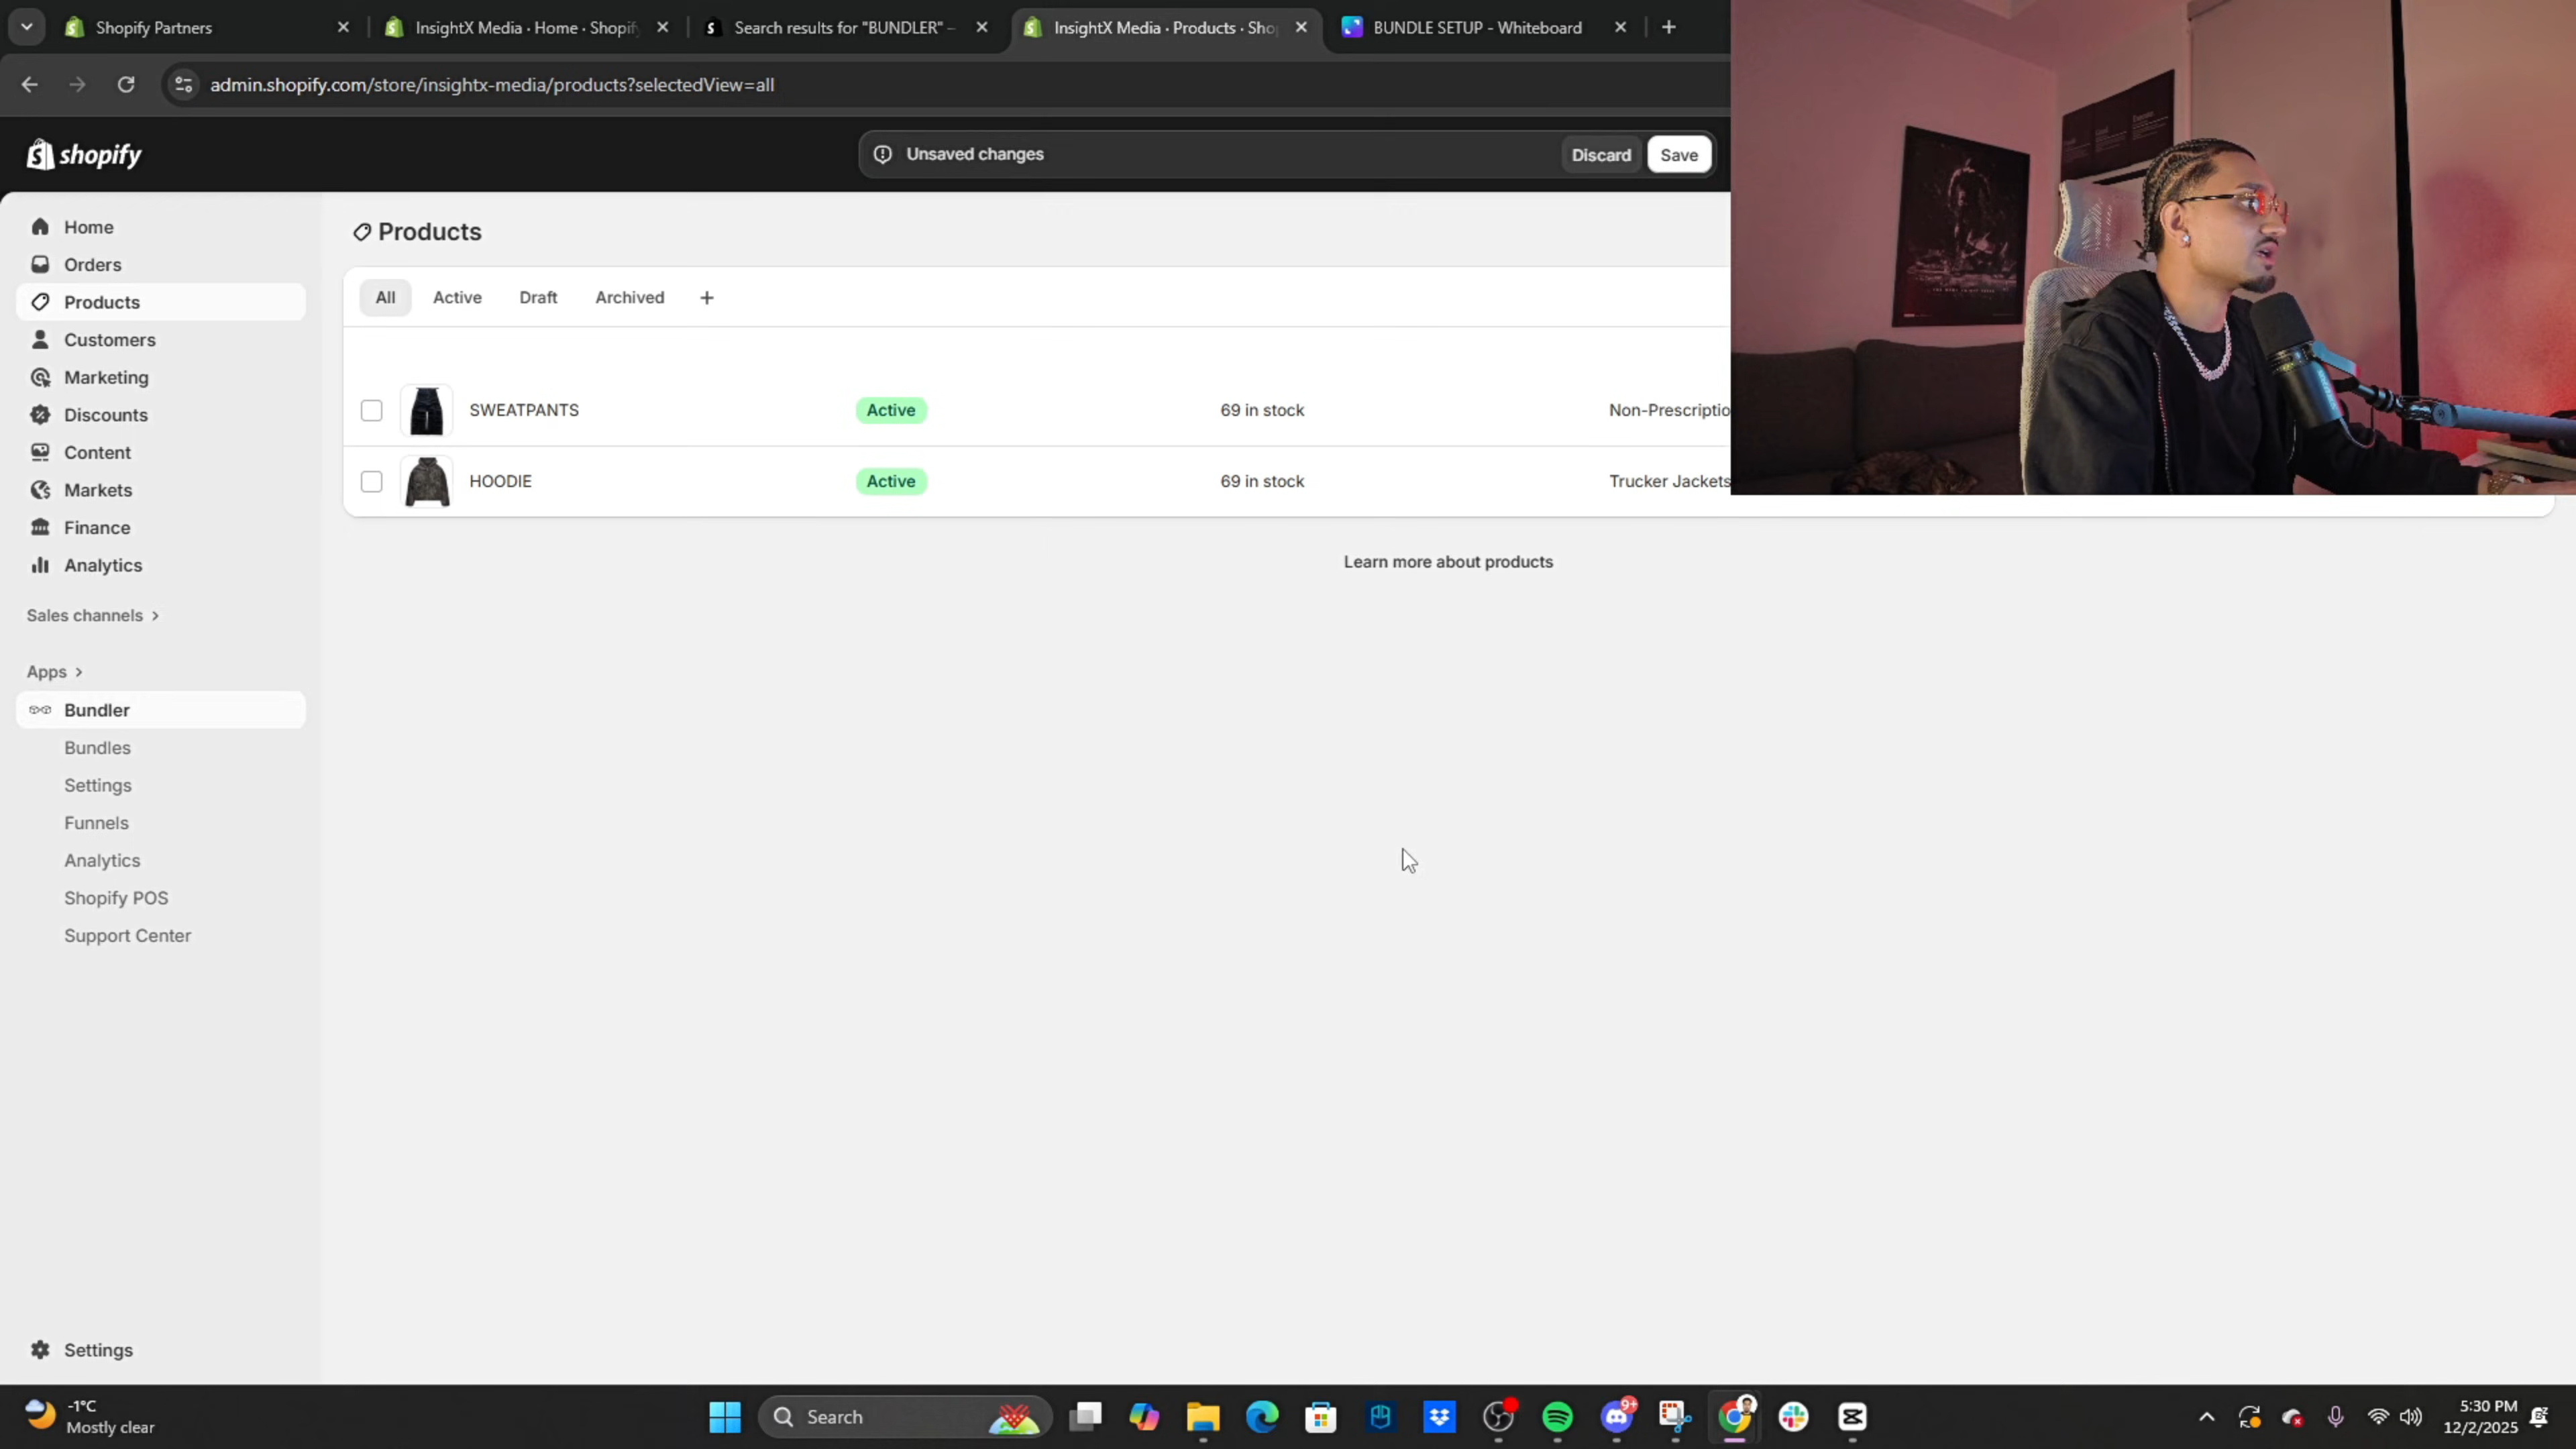 Shopify Partners
InsightX Media · Home · Shopify
Search results for "BUNDLER" –
InsightX Media · Products · Sho
BUNDLE SETUP - Whiteboard
admin.shopify.com/store/insightx-media/products?selectedView=all
shopify
Unsaved changes
Discard
Save
Home
Orders
Products
Customers
Marketing
Discounts
Content
Markets
Finance
Analytics
Sales channels
Apps
Bundler
Bundles
Settings
Funnels
Analytics
Shopify POS
Support Center
Settings
Products
All
Active
Draft
Archived
SWEATPANTS
Active
69 in stock
Non-Prescriptio
HOODIE
Active
69 in stock
Trucker Jackets
Learn more about products
-1°C
Mostly clear
Search
9+
5:30 PM
12/2/2025